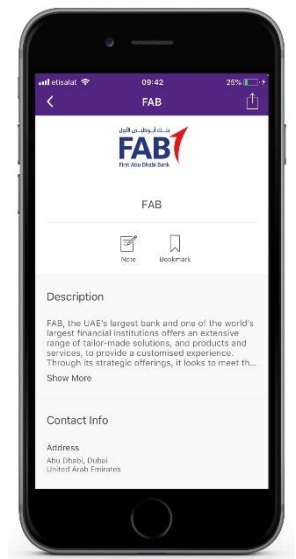 etisalat 09:42 25%
FAB
بنك أبوظبي الأول
FAB
First Abu Dhabi Bank
FAB
Note Bookmark
Description
FAB, the UAE's largest bank and one of the world's
largest financial institutions offers an extensive
range of tailor-made solutions, and products and
services, to provide a customised experience.
Through its strategic offerings, it looks to meet th...
Show More
Contact Info
Address
Abu Dhabi, Dubai
United Arab Emirates